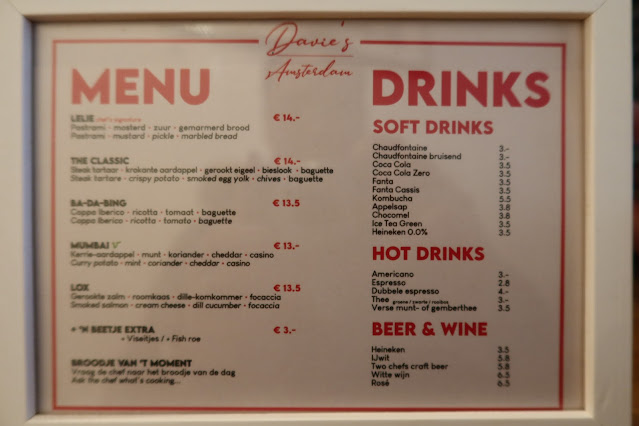 Davie's
Amsterdam
MENU
LELIE chef's signature € 14.-
Pastrami • mosterd • zuur • gemarmerd brood
Pastrami • mustard • pickle • marbled bread
THE CLASSIC € 14.-
Steak tartaar • krokante aardappel • gerookt eigeel • bieslook • baguette
Steak tartare • crispy potato • smoked egg yolk • chives • baguette
BA-DA-BING € 13.5
Coppa Iberico • ricotta • tomaat • baguette
Coppa Iberico • ricotta • tomato • baguette
MUMBAI V € 13.-
Kerrie-aardappel • munt • koriander • cheddar • casino
Curry potato • mint • coriander • cheddar • casino
LOX € 13.5
Gerookte zalm • roomkaas • dille-komkommer • focaccia
Smoked salmon • cream cheese • dill cucumber • focaccia
+ 'N BEETJE EXTRA € 3.-
+ Viseitjes / + Fish roe
BROODJE VAN 'T MOMENT
Vraag de chef naar het broodje van de dag
Ask the chef what's cooking...
DRINKS
SOFT DRINKS
Chaudfontaine 3.-
Chaudfontaine bruisend 3.-
Coca Cola 3.5
Coca Cola Zero 3.5
Fanta 3.5
Fanta Cassis 3.5
Kombucha 5.5
Appelsap 3.8
Chocomel 3.8
Ice Tea Green 3.5
Heineken 0.0% 3.5
HOT DRINKS
Americano 3.-
Espresso 2.8
Dubbele espresso 4.-
Thee groene / zwarte / rooibos 3.-
Verse munt- of gemberthee 3.5
BEER & WINE
Heineken 3.5
IJwit 5.8
Two chefs craft beer 5.8
Witte wijn 6.5
Rosé 6.5